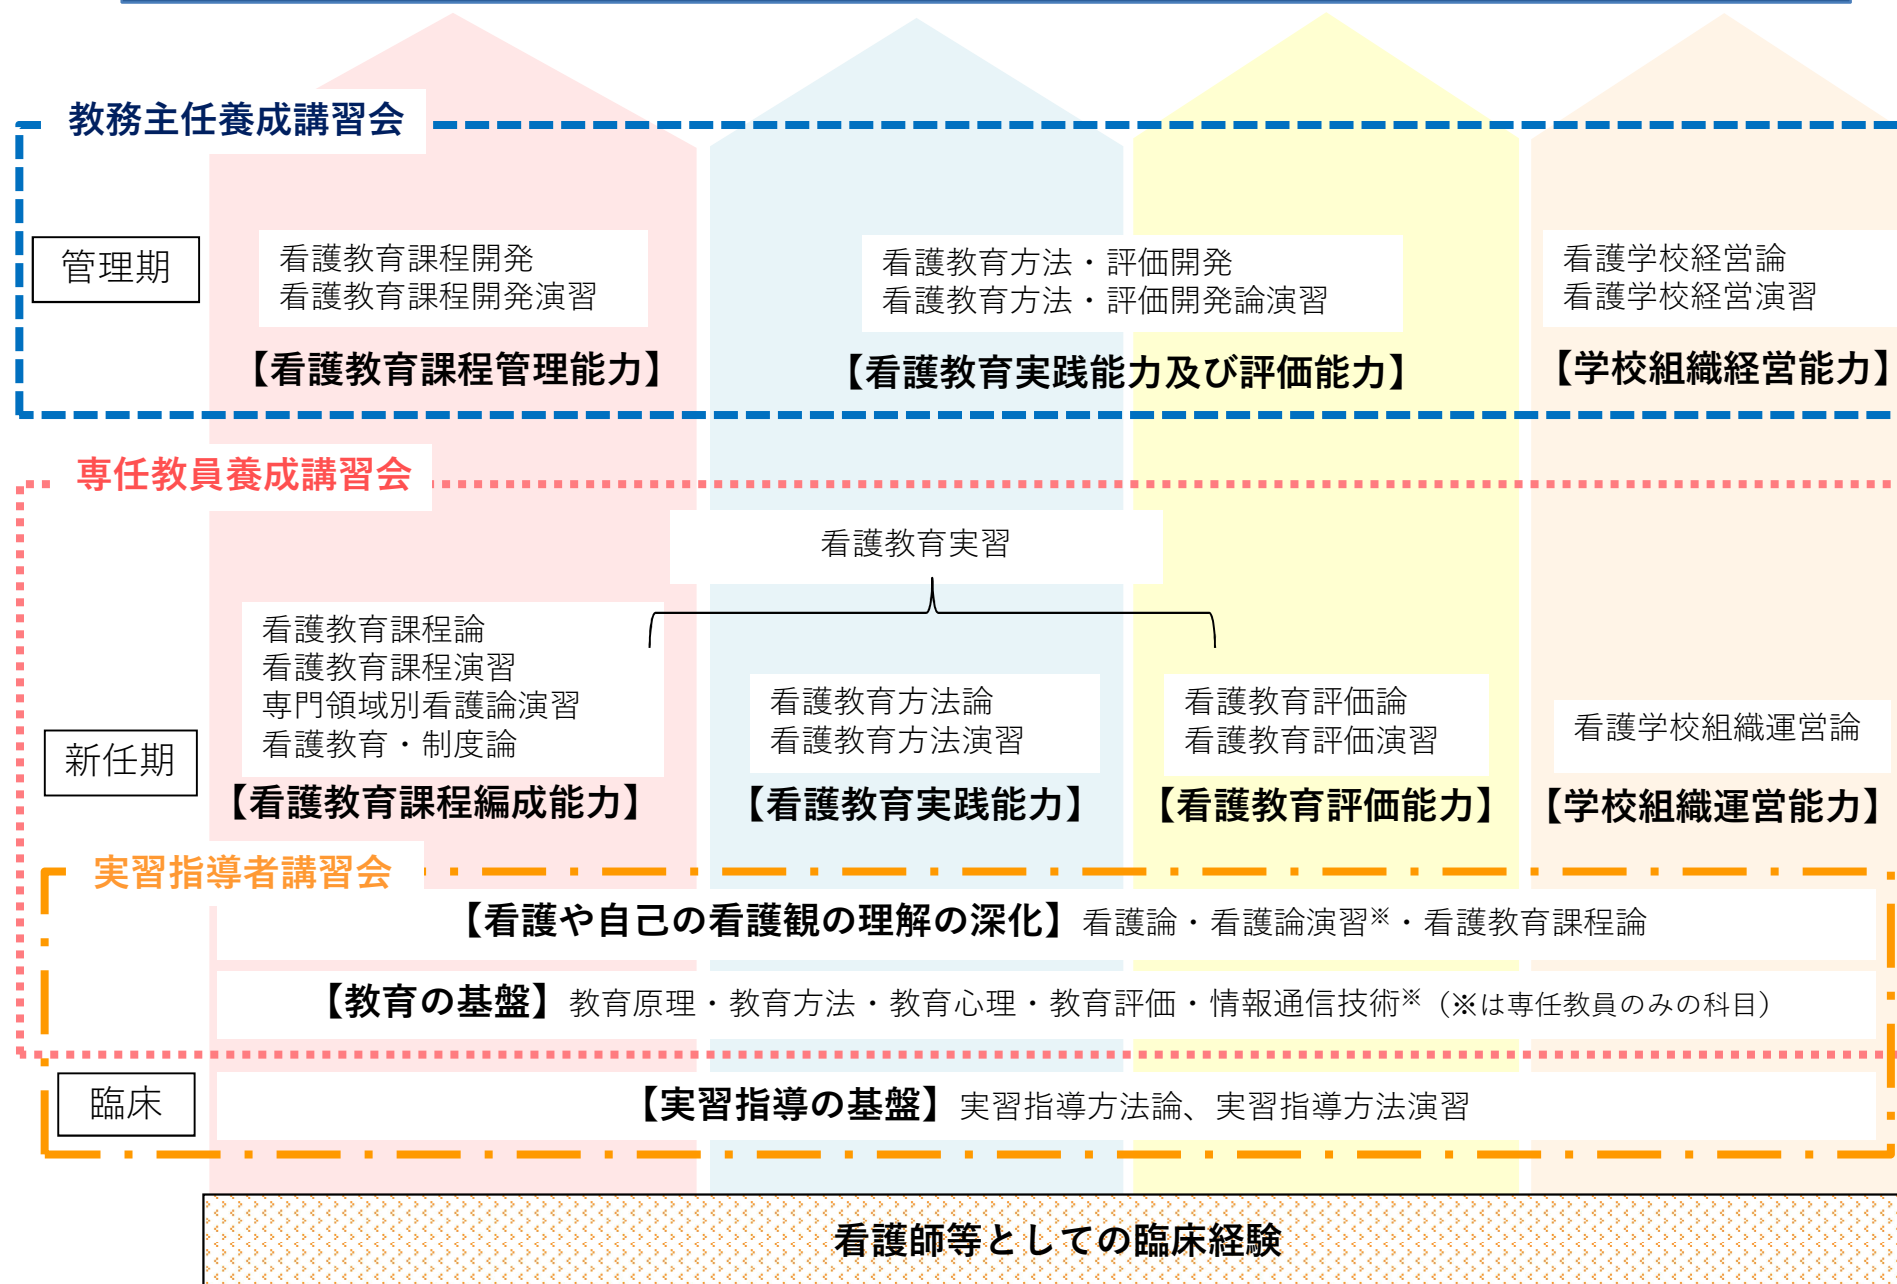 教務主任養成講習会
管理期
看護教育課程開発
看護教育課程開発演習
【看護教育課程管理能力】
看護教育方法・評価開発
看護教育方法・評価開発論演習
【看護教育実践能力及び評価能力】
看護学校経営論
看護学校経営演習
【学校組織経営能力】
専任教員養成講習会
看護教育実習
新任期
看護教育課程論
看護教育課程演習
専門領域別看護論演習
看護教育・制度論
【看護教育課程編成能力】
看護教育方法論
看護教育方法演習
【看護教育実践能力】
看護教育評価論
看護教育評価演習
【看護教育評価能力】
看護学校組織運営論
【学校組織運営能力】
実習指導者講習会
【看護や自己の看護観の理解の深化】看護論・看護論演習※・看護教育課程論
【教育の基盤】教育原理・教育方法・教育心理・教育評価・情報通信技術※（※は専任教員のみの科目）
臨床
【実習指導の基盤】実習指導方法論、実習指導方法演習
看護師等としての臨床経験